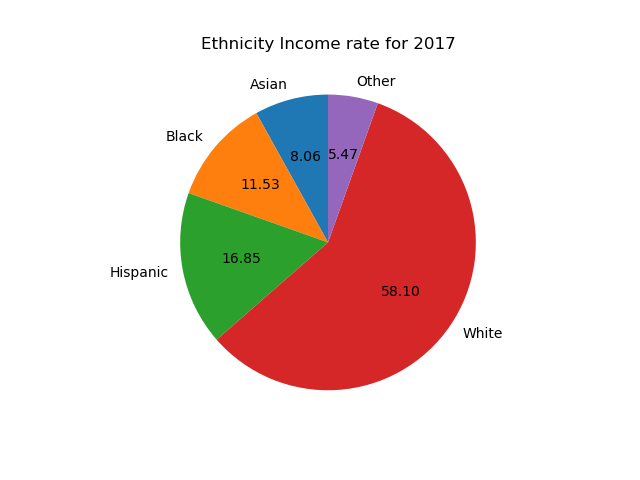 Ethnicity Income rate for 2017
Other
Asian
Black
8.06
5.47
11.53
16.85
Hispanic
58.10
White